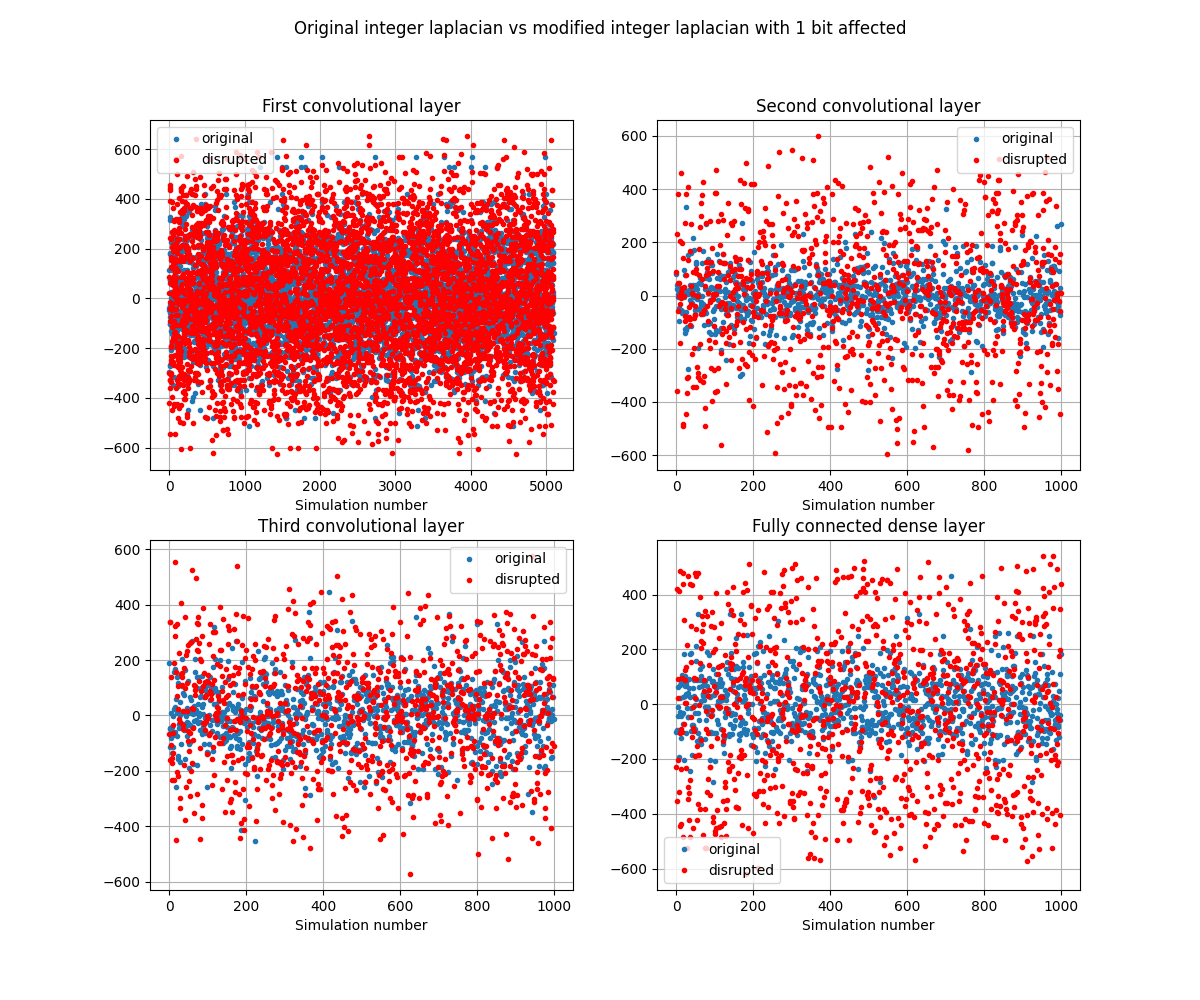 Original integer laplacian vs modified integer laplacian with 1 bit affected
First convolutional layer
original
disrupted
600
400
200
0
−200
−400
−600
0 1000 2000 3000 4000 5000
Simulation number
Second convolutional layer
original
disrupted
600
400
200
0
−200
−400
−600
0 200 400 600 800 1000
Simulation number
Third convolutional layer
original
disrupted
600
400
200
0
−200
−400
−600
0 200 400 600 800 1000
Simulation number
Fully connected dense layer
400
200
0
−200
−400
−600
original
disrupted
0 200 400 600 800 1000
Simulation number